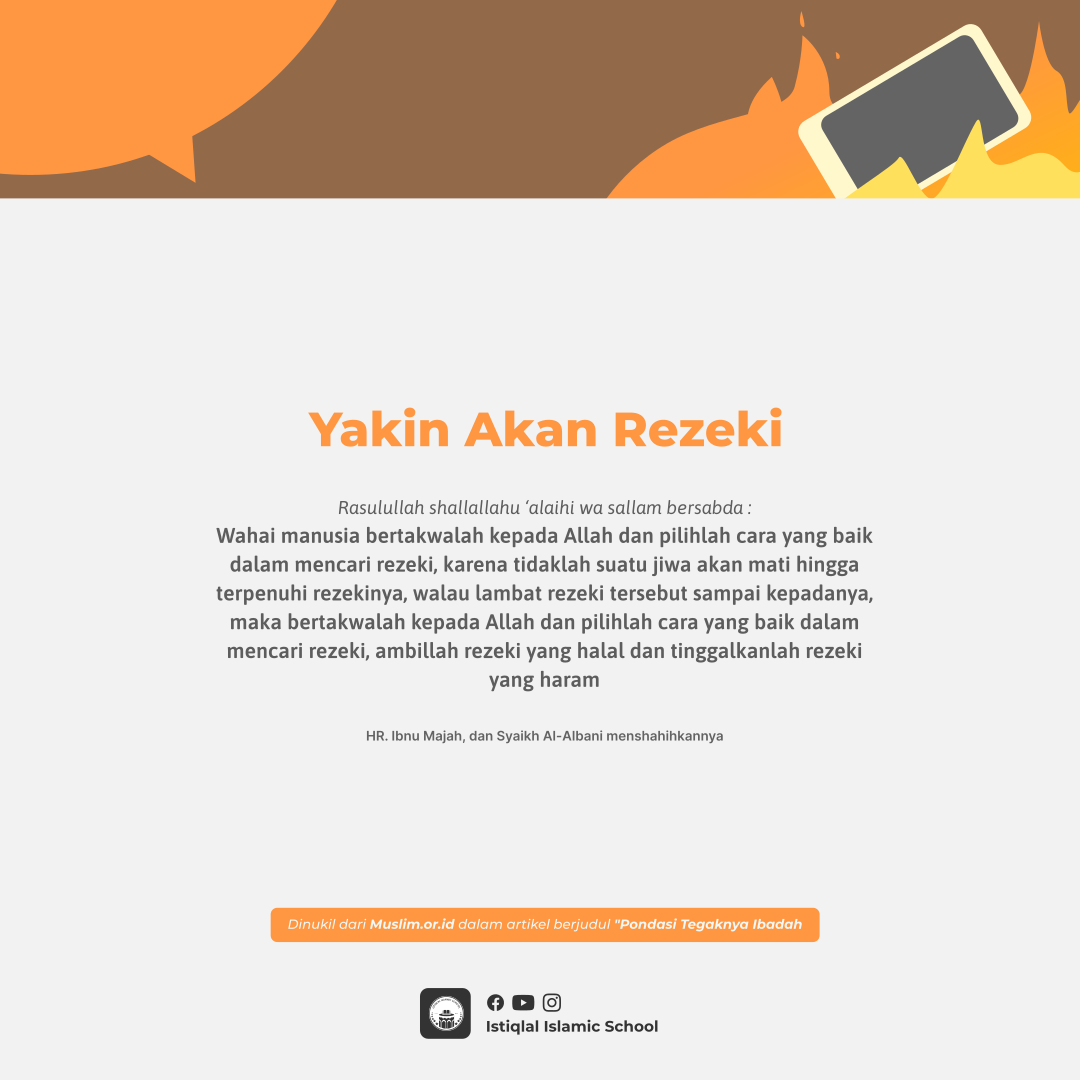 Yakin Akan Rezeki
Rasulullah shallallahu ‘alaihi wa sallam bersabda :
Wahai manusia bertakwalah kepada Allah dan pilihlah cara yang baik
dalam mencari rezeki, karena tidaklah suatu jiwa akan mati hingga
terpenuhi rezekinya, walau lambat rezeki tersebut sampai kepadanya,
maka bertakwalah kepada Allah dan pilihlah cara yang baik dalam
mencari rezeki, ambillah rezeki yang halal dan tinggalkanlah rezeki
yang haram
HR. Ibnu Majah, dan Syaikh Al-Albani menshahihkannya
Dinukil dari Muslim.or.id dalam artikel berjudul "Pondasi Tegaknya Ibadah
Istiqlal Islamic School